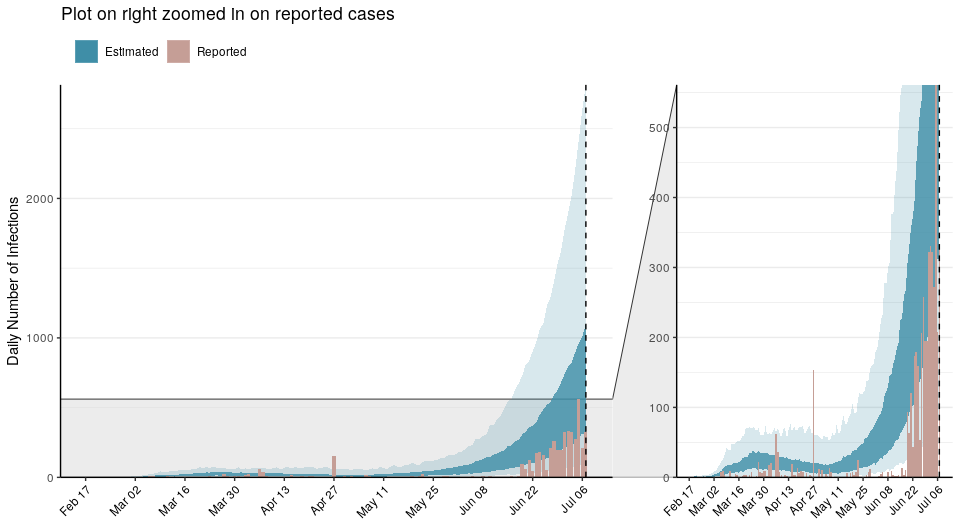 Plot on right zoomed in on reported cases
Estimated Reported
Daily Number of Infections
2000
1000
0
Feb 17 Mar 02 Mar 16 Mar 30 Apr 13 Apr 27 May 11 May 25 Jun 08 Jun 22 Jul 06
500
400
300
200
100
0
Feb 17 Mar 02 Mar 16 Mar 30 Apr 13 Apr 27 May 11 May 25 Jun 08 Jun 22 Jul 06